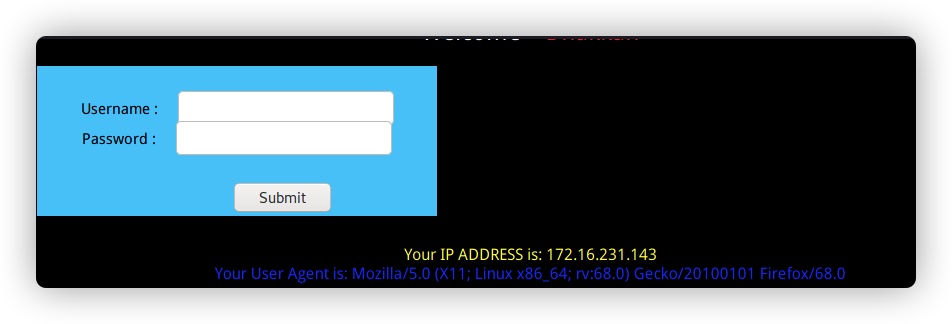 Welcome
Username :
Password :
Submit
Your IP ADDRESS is: 172.16.231.143
Your User Agent is: Mozilla/5.0 (X11; Linux x86_64; rv:68.0) Gecko/20100101 Firefox/68.0